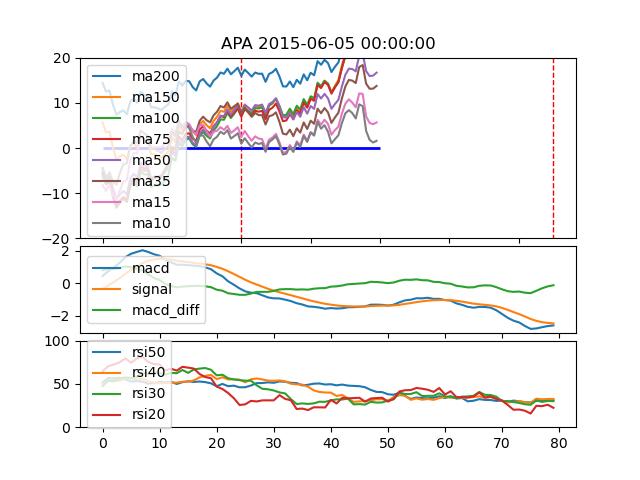 APA 2015-06-05 00:00:00
20
10
0
−10
−20
ma200
ma150
ma100
ma75
ma50
ma35
ma15
ma10
2
0
−2
macd
signal
macd_diff
100
50
0
rsi50
rsi40
rsi30
rsi20
0 10 20 30 40 50 60 70 80